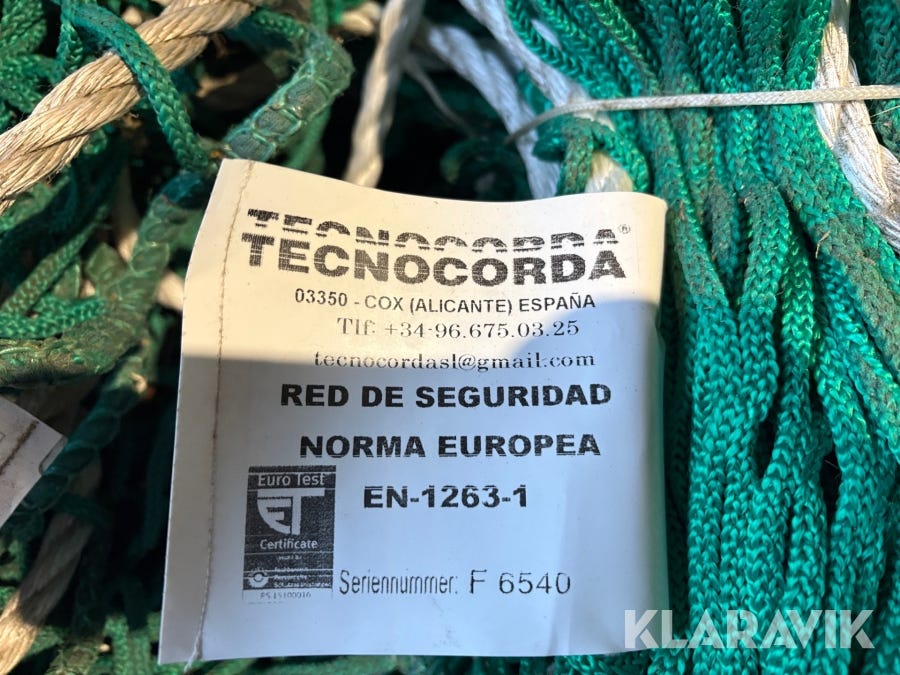 TECNOCORDA
TECNOCORDA®
03350 - COX (ALICANTE) ESPAÑA
Tlf: +34-96.675.03.25
tecnocordasl@gmail.com
RED DE SEGURIDAD
NORMA EUROPEA
EN-1263-1
Euro Test
ET
Certificate
Seriennummer: F 6540
KLARAVIK